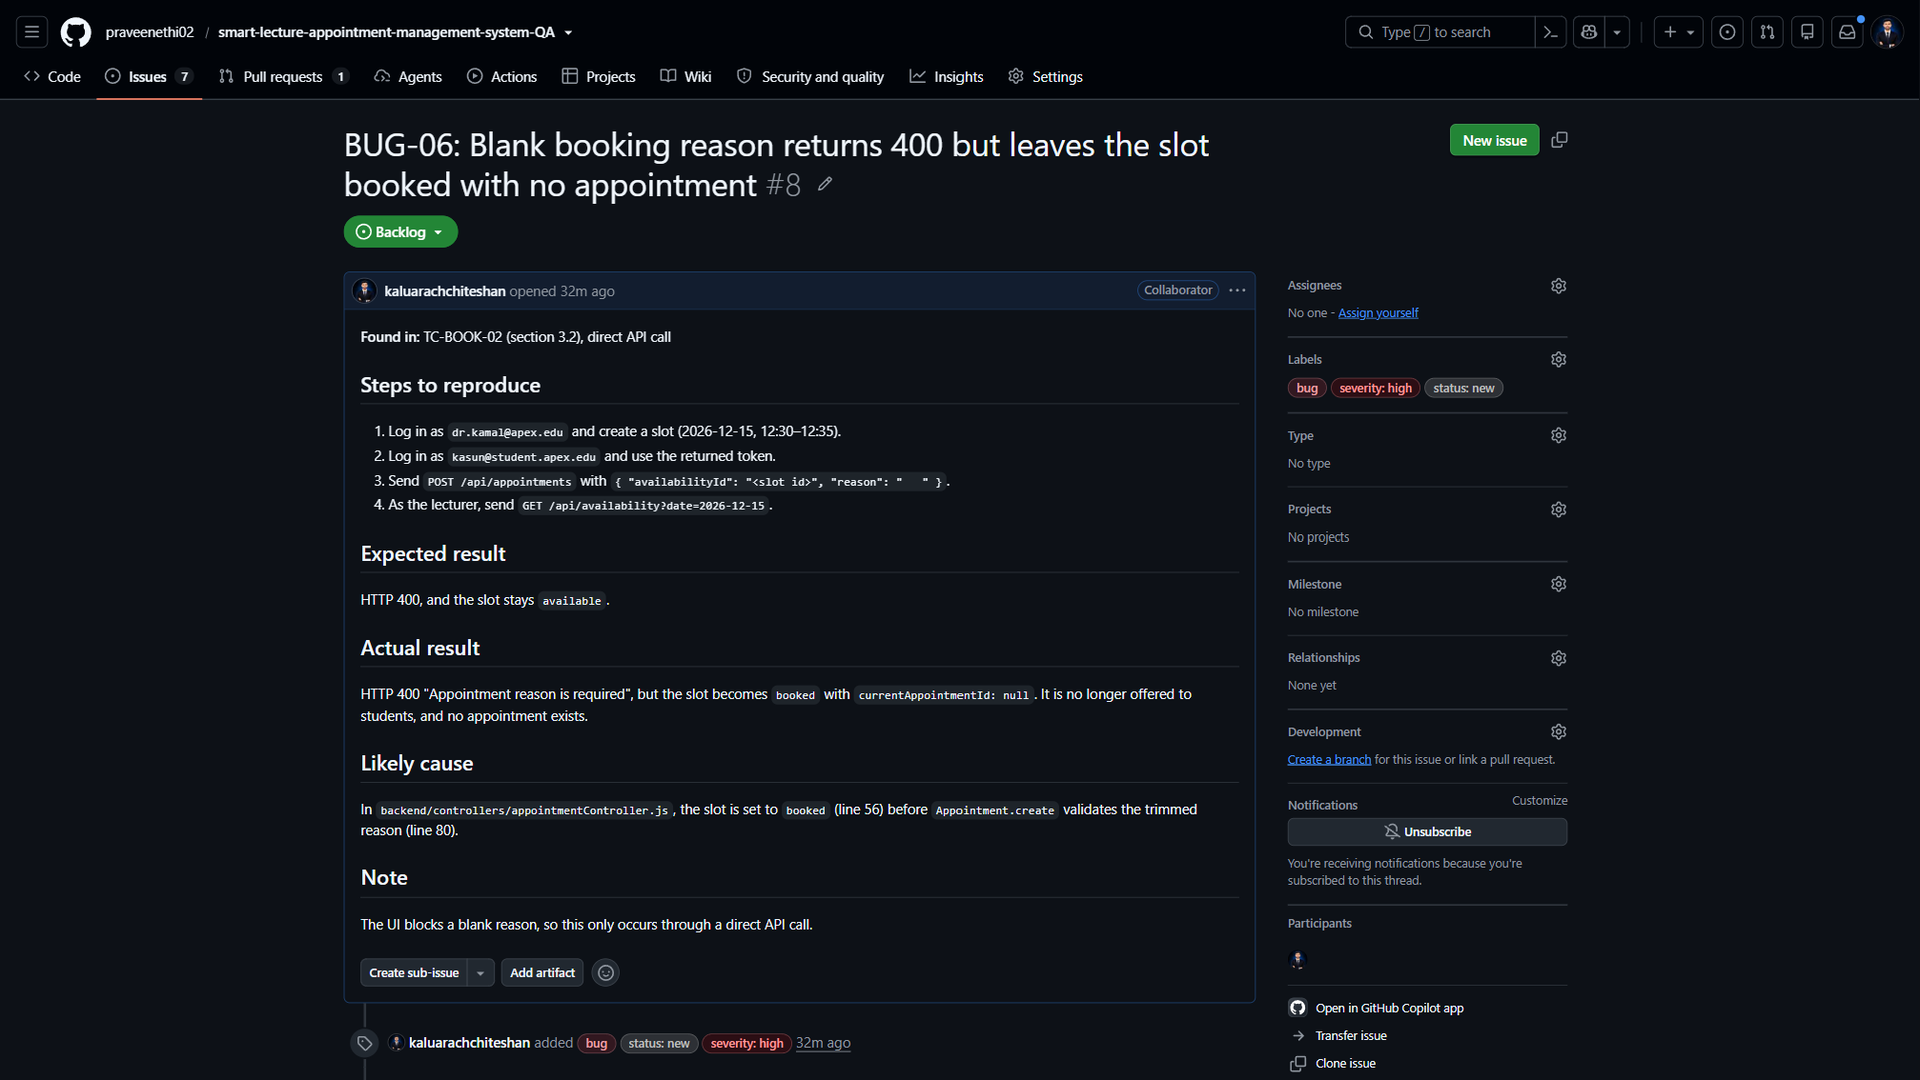 praveenethi02 / smart-lecture-appointment-management-system-QA
Type / to search
Code
Issues 7
Pull requests 1
Agents
Actions
Projects
Wiki
Security and quality
Insights
Settings
BUG-06: Blank booking reason returns 400 but leaves the slot
booked with no appointment #8
New issue
Backlog
kaluarachchiteshan opened 32m ago
Collaborator
Found in: TC-BOOK-02 (section 3.2), direct API call
Steps to reproduce
1. Log in as dr.kamal@apex.edu and create a slot (2026-12-15, 12:30–12:35).
2. Log in as kasun@student.apex.edu and use the returned token.
3. Send POST /api/appointments with { "availabilityId": "<slot id>", "reason": "   " }.
4. As the lecturer, send GET /api/availability?date=2026-12-15.
Expected result
HTTP 400, and the slot stays available.
Actual result
HTTP 400 "Appointment reason is required", but the slot becomes booked with currentAppointmentId: null. It is no longer offered to
students, and no appointment exists.
Likely cause
In backend/controllers/appointmentController.js, the slot is set to booked (line 56) before Appointment.create validates the trimmed
reason (line 80).
Note
The UI blocks a blank reason, so this only occurs through a direct API call.
Create sub-issue
Add artifact
kaluarachchiteshan added bug status: new severity: high 32m ago
Assignees
No one - Assign yourself
Labels
bug severity: high status: new
Type
No type
Projects
No projects
Milestone
No milestone
Relationships
None yet
Development
Create a branch for this issue or link a pull request.
Notifications
Customize
Unsubscribe
You're receiving notifications because you're
subscribed to this thread.
Participants
Open in GitHub Copilot app
Transfer issue
Clone issue